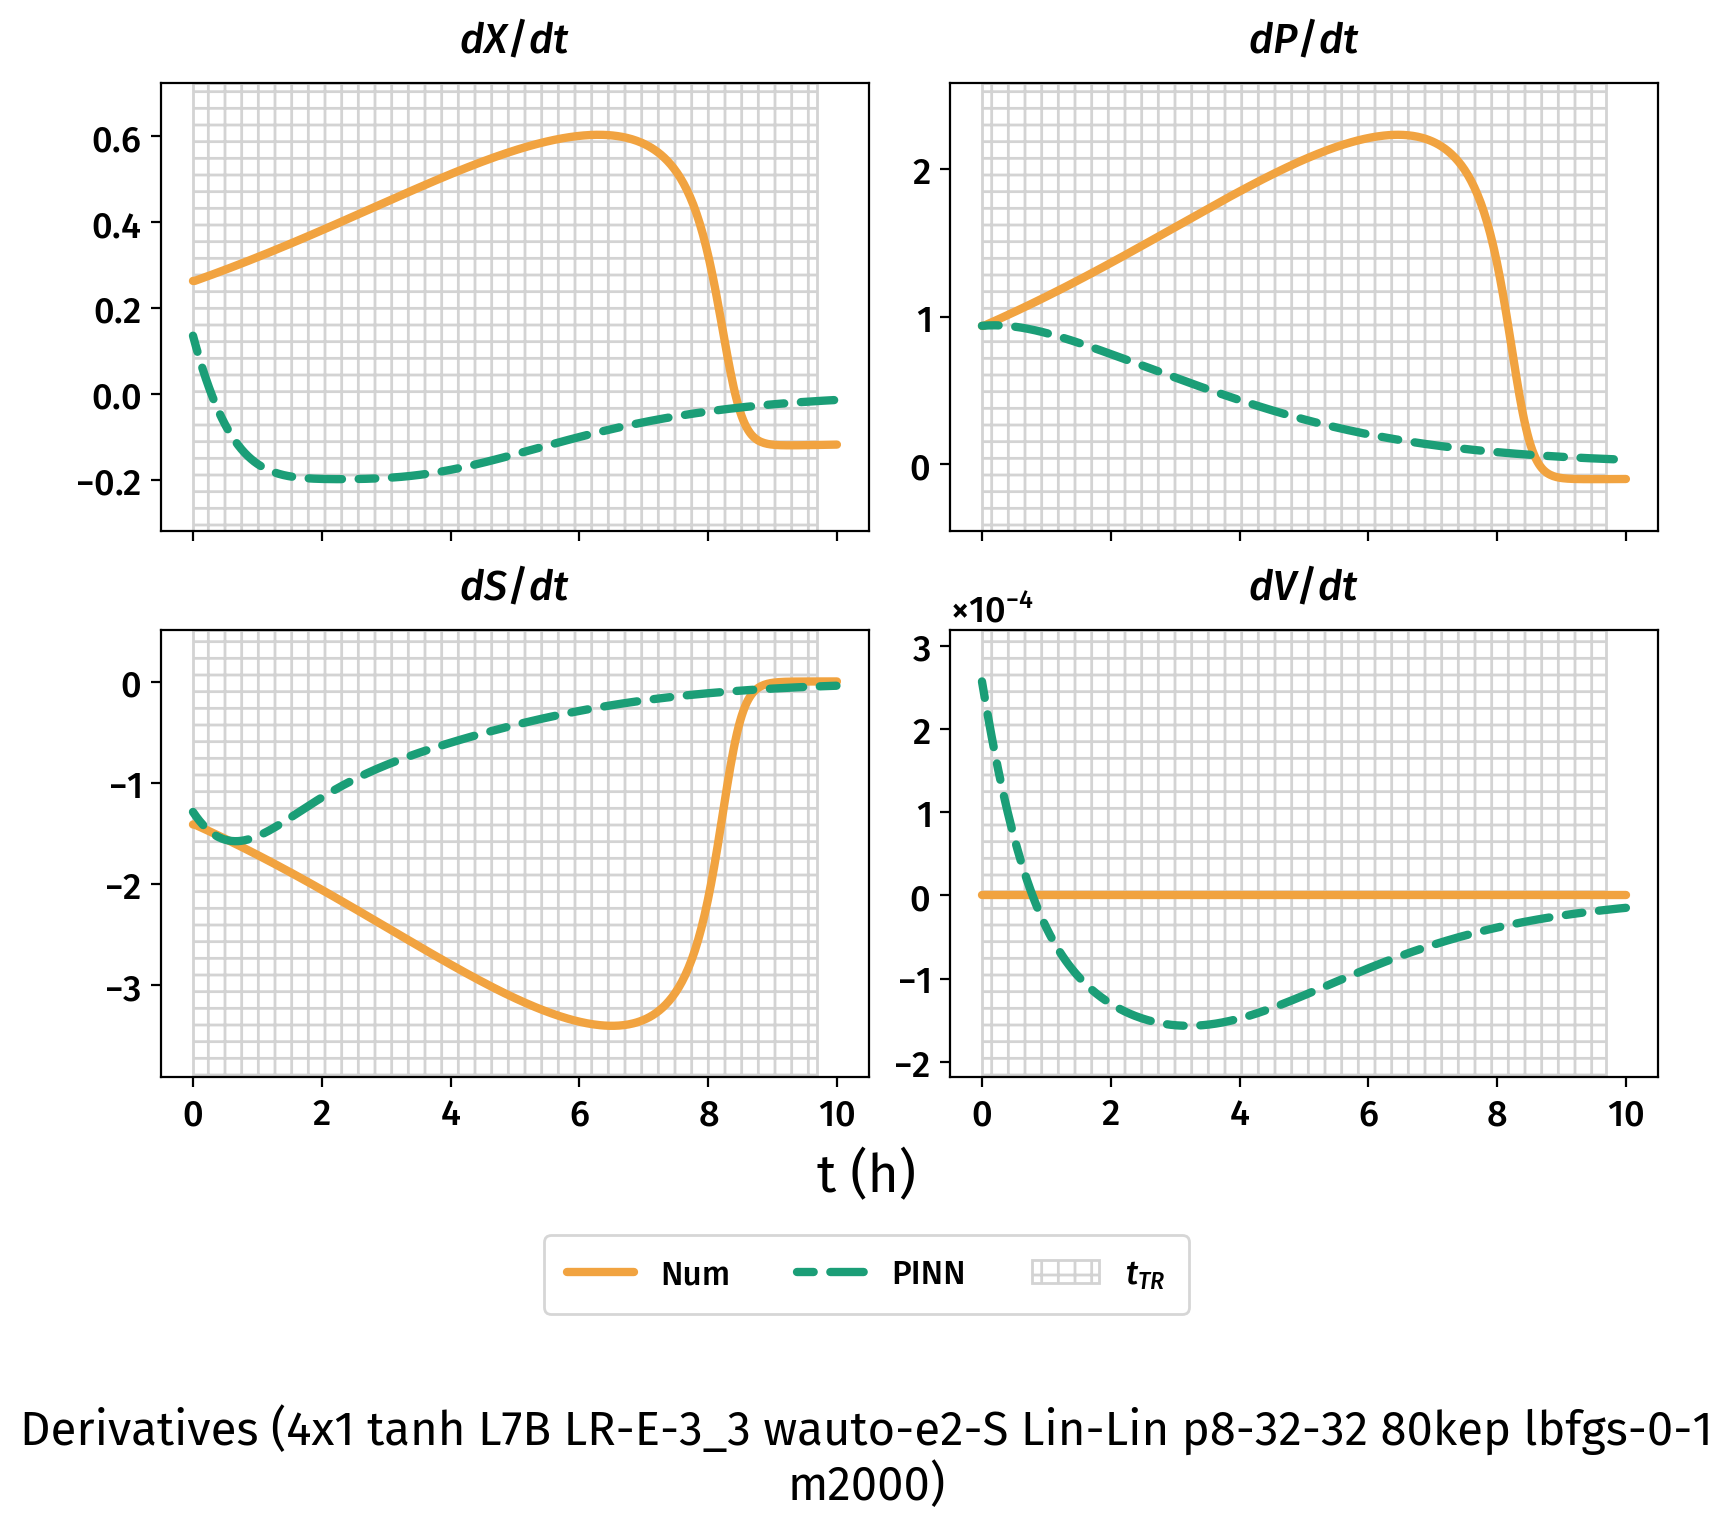 dX/dt
dP/dt
0.6
0.4
0.2
0.0
−0.2
2
1
0
dS/dt
dV/dt
×10⁻⁴
0
−1
−2
−3
3
2
1
0
−1
−2
0 2 4 6 8 10
0 2 4 6 8 10
t (h)
Num PINN t_TR
Derivatives (4x1 tanh L7B LR-E-3_3 wauto-e2-S Lin-Lin p8-32-32 80kep lbfgs-0-1
m2000)